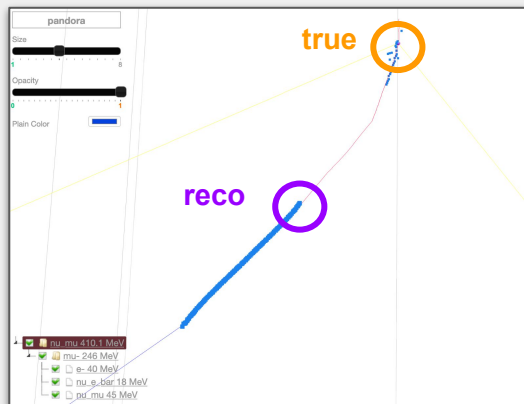 pandora
true
Size
1 8
Opacity
0 1
Plain Color
reco
nu_mu 410.1 MeV
mu- 246 MeV
e- 40 MeV
nu_e_bar 18 MeV
nu_mu 45 MeV